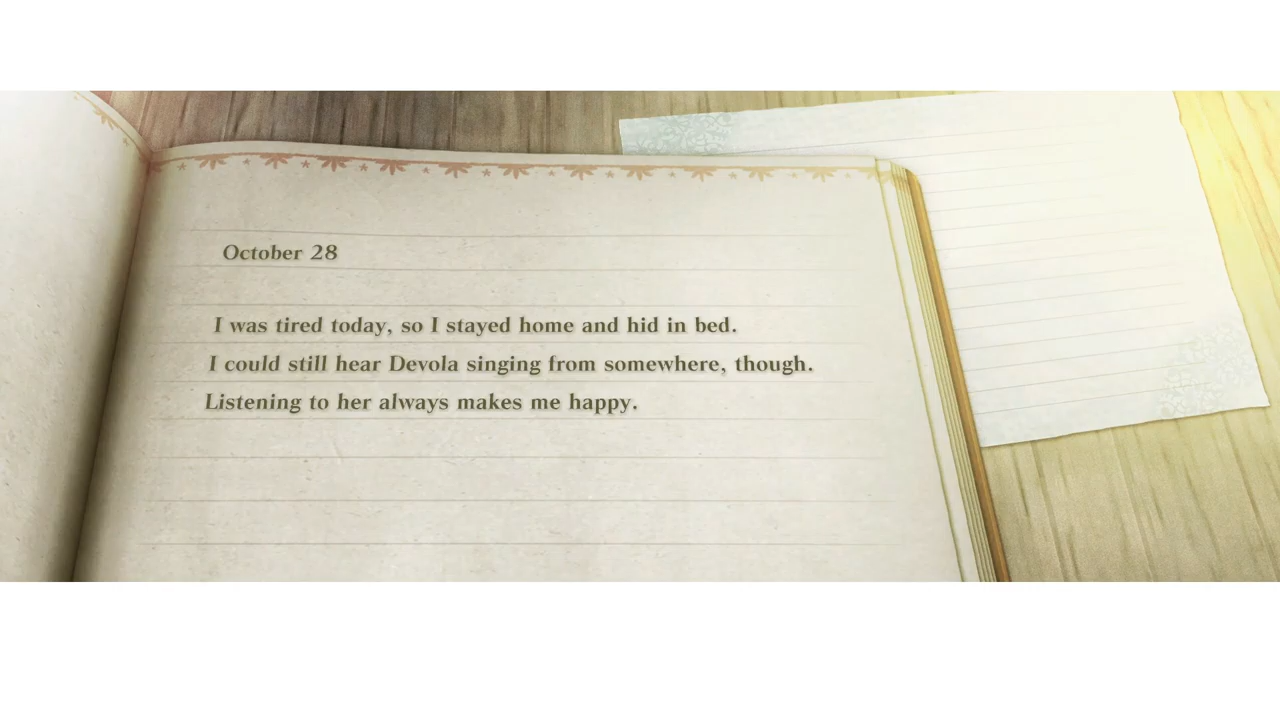 October 28
I was tired today, so I stayed home and hid in bed.
I could still hear Devola singing from somewhere, though.
Listening to her always makes me happy.